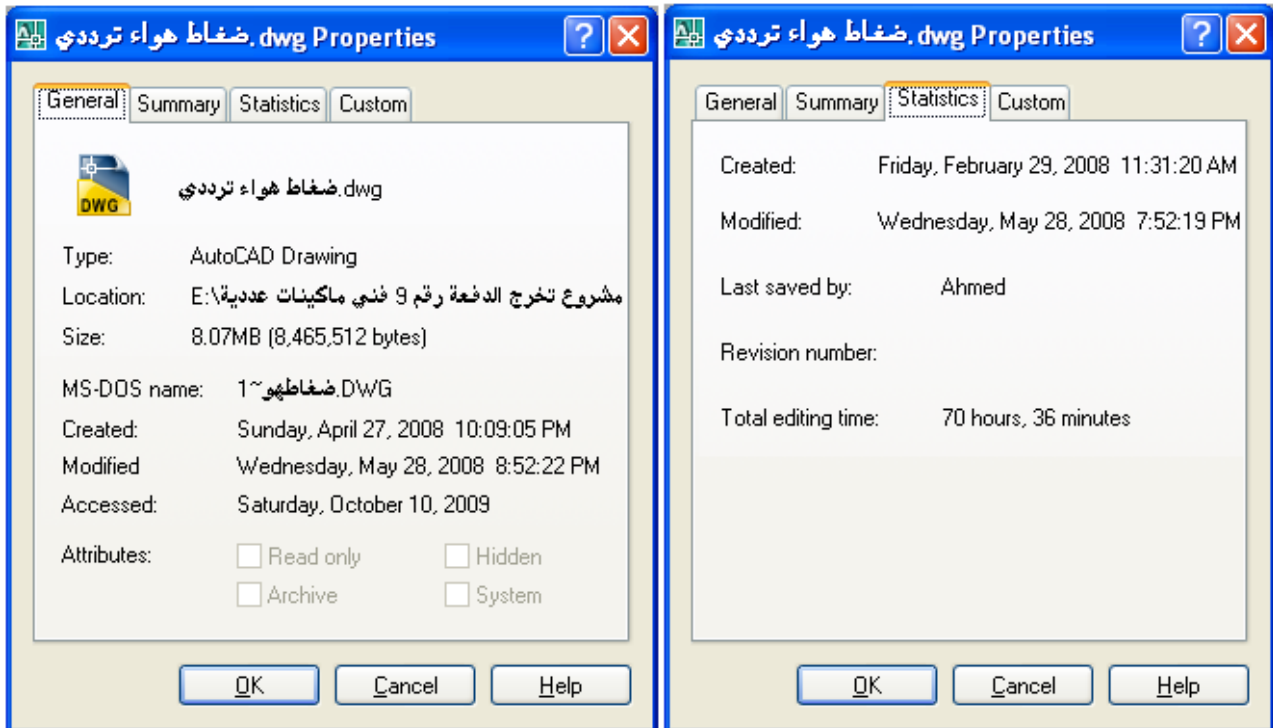 ضغاط هواء ترددي.dwg Properties
General Summary Statistics Custom
ضغاط هواء ترددي.dwg
DWG
Type: AutoCAD Drawing
Location: E:\مشروع تخرج الدفعة رقم 9 فني ماكينات عددية
Size: 8.07MB (8,465,512 bytes)
MS-DOS name: ضغاطهو~1.DWG
Created: Sunday, April 27, 2008 10:09:05 PM
Modified Wednesday, May 28, 2008 8:52:22 PM
Accessed: Saturday, October 10, 2009
Attributes: Read only Hidden
Archive System
OK Cancel Help
ضغاط هواء ترددي.dwg Properties
General Summary Statistics Custom
Created: Friday, February 29, 2008 11:31:20 AM
Modified: Wednesday, May 28, 2008 7:52:19 PM
Last saved by: Ahmed
Revision number:
Total editing time: 70 hours, 36 minutes
OK Cancel Help